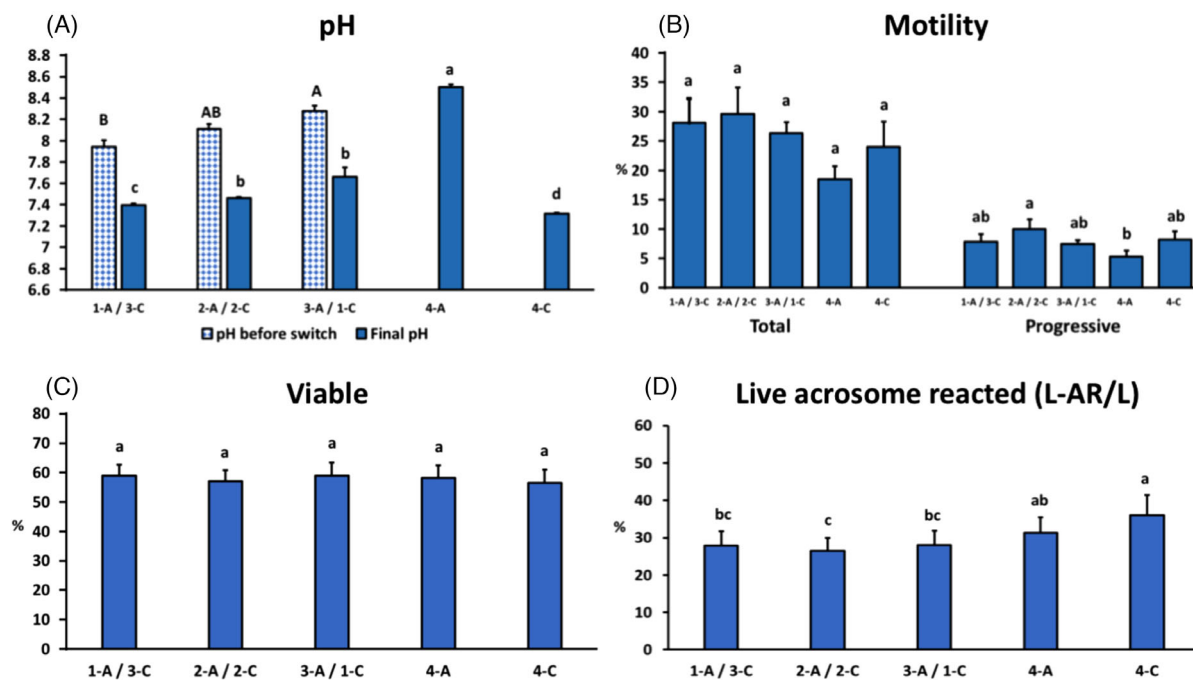 (A)
pH
8.8
8.6
8.4
8.2
8
7.8
7.6
7.4
7.2
7
6.8
6.6
B
c
AB
b
A
b
a
d
1-A / 3-C 2-A / 2-C 3-A / 1-C 4-A 4-C
pH before switch Final pH
(B)
Motility
40
35
30
25
%
20
15
10
5
0
a a a a a ab a ab b ab
1-A / 3-C 2-A / 2-C 3-A / 1-C 4-A 4-C 1-A / 3-C 2-A / 2-C 3-A / 1-C 4-A 4-C
Total Progressive
(C)
Viable
80
70
60
50
%
40
30
20
10
0
a a a a a
1-A / 3-C 2-A / 2-C 3-A / 1-C 4-A 4-C
(D)
Live acrosome reacted (L-AR/L)
60
50
40
%
30
20
10
0
bc c bc ab a
1-A / 3-C 2-A / 2-C 3-A / 1-C 4-A 4-C